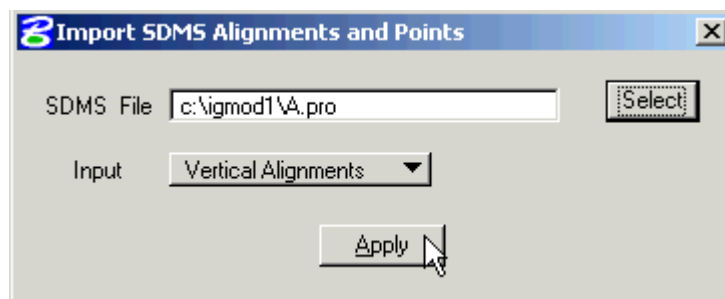 Import SDMS Alignments and Points
SDMS File c:\igmod1\A.pro Select
Input Vertical Alignments
Apply